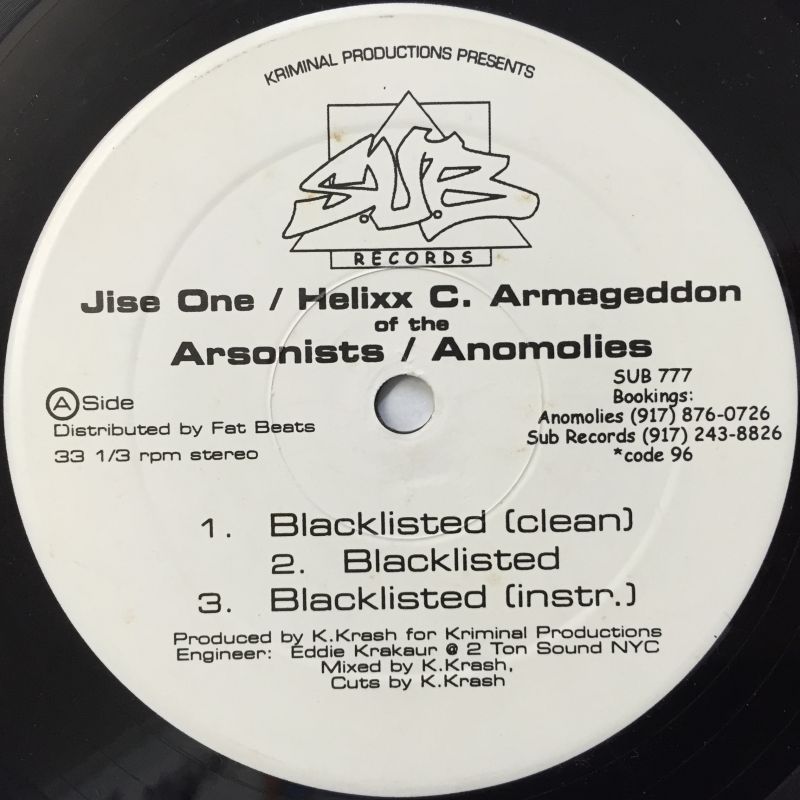 KRIMINAL PRODUCTIONS PRESENTS
S.U.B
RECORDS
Jise One / Helixx C. Armageddon
of the
Arsonists / Anomolies
A Side
Distributed by Fat Beats
33 1/3 rpm stereo
SUB 777
Bookings:
Anomolies (917) 876-0726
Sub Records (917) 243-8826
*code 96
1. Blacklisted (clean)
2. Blacklisted
3. Blacklisted (instr.)
Produced by K.Krash for Kriminal Productions
Engineer: Eddie Krakaur @ 2 Ton Sound NYC
Mixed by K.Krash,
Cuts by K.Krash